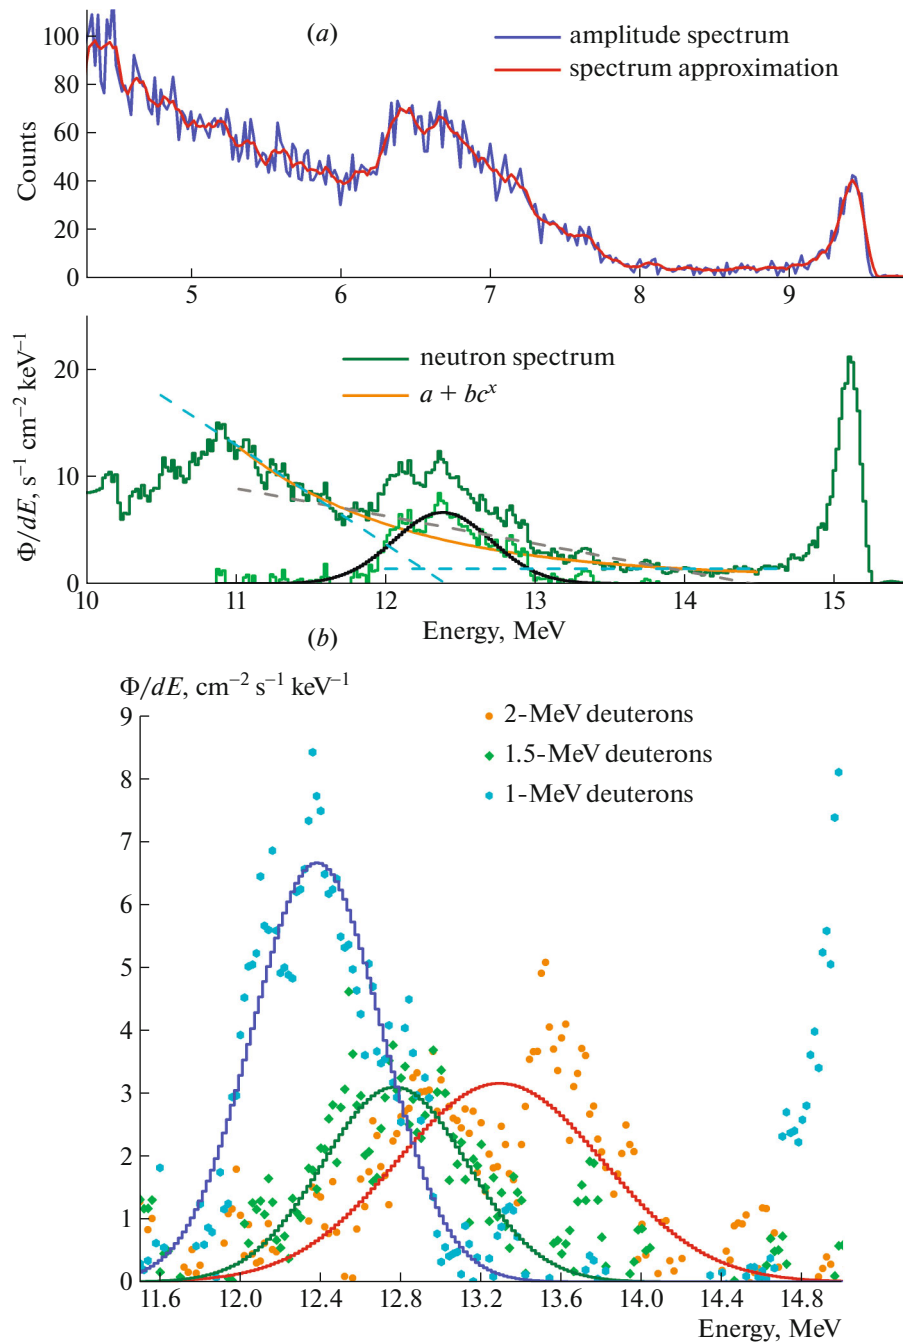 (a)
amplitude spectrum
spectrum approximation
Counts
100
80
60
40
20
0
5 6 7 8 9
Φ/dE, s⁻¹ cm⁻² keV⁻¹
neutron spectrum
a + bcˣ
20
10
0
10 11 12 13 14 15
Energy, MeV
(b)
Φ/dE, cm⁻² s⁻¹ keV⁻¹
2-MeV deuterons
1.5-MeV deuterons
1-MeV deuterons
9
8
7
6
5
4
3
2
1
0
11.6 12.0 12.4 12.8 13.2 13.6 14.0 14.4 14.8
Energy, MeV